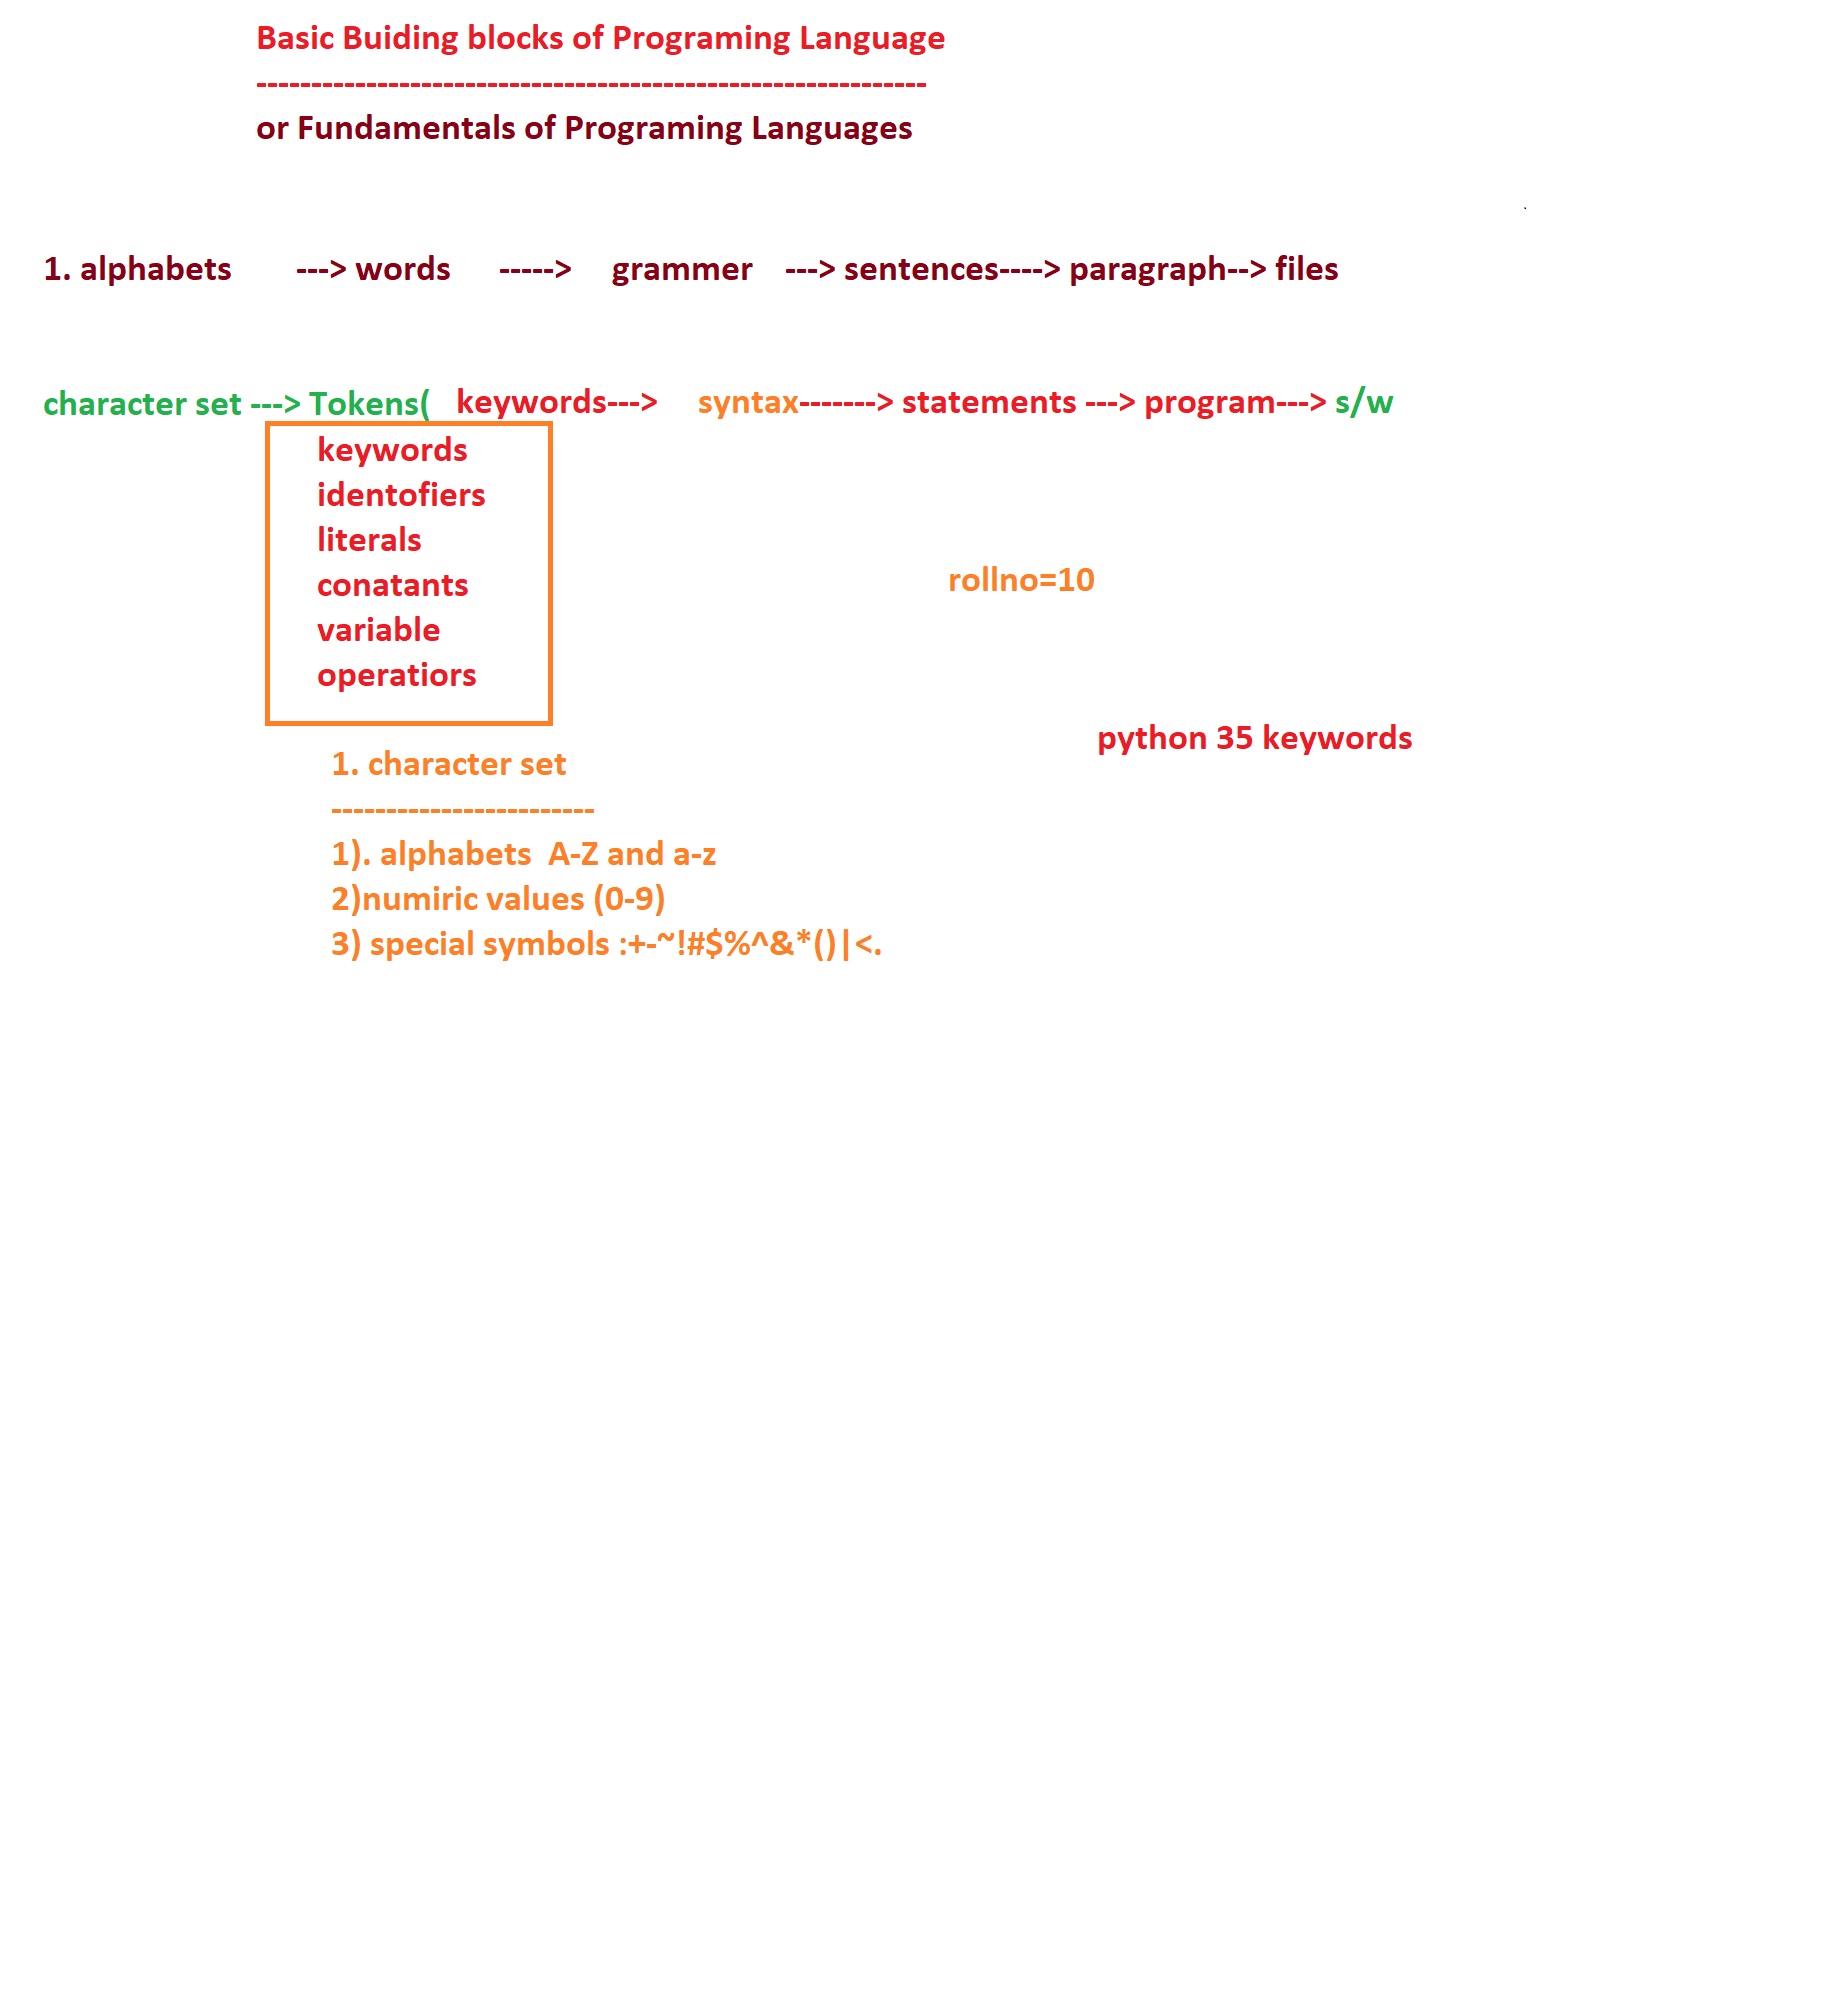 Basic Buiding blocks of Programing Language
-------------------------------------------------------------
or Fundamentals of Programing Languages
1. alphabets ---> words -----> grammer ---> sentences----> paragraph--> files
character set ---> Tokens( keywords---> syntax-------> statements ---> program---> s/w
keywords
identofiers
literals
conatants
rollno=10
variable
operatiors
python 35 keywords
1. character set
------------------------
1). alphabets A-Z and a-z
2)numiric values (0-9)
3) special symbols :+-~!#$%^&*()|<.